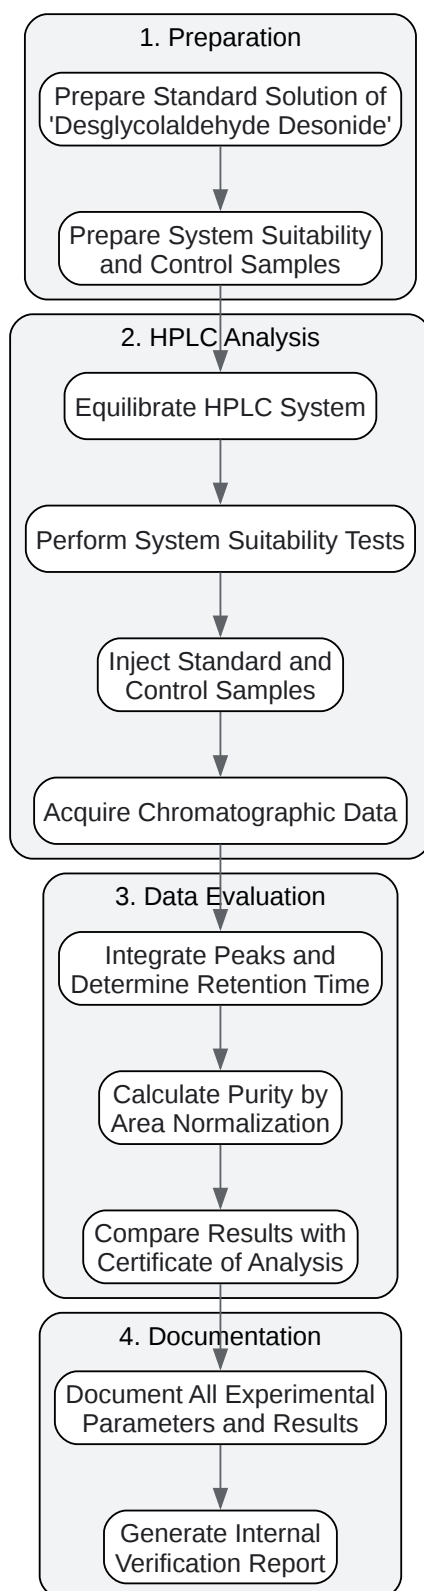 1. Preparation
Prepare Standard Solution of
'Desglycolaldehyde Desonide'
Prepare System Suitability
and Control Samples
2. HPLC Analysis
Equilibrate HPLC System
Perform System Suitability Tests
Inject Standard and
Control Samples
Acquire Chromatographic Data
3. Data Evaluation
Integrate Peaks and
Determine Retention Time
Calculate Purity by
Area Normalization
Compare Results with
Certificate of Analysis
4. Documentation
Document All Experimental
Parameters and Results
Generate Internal
Verification Report